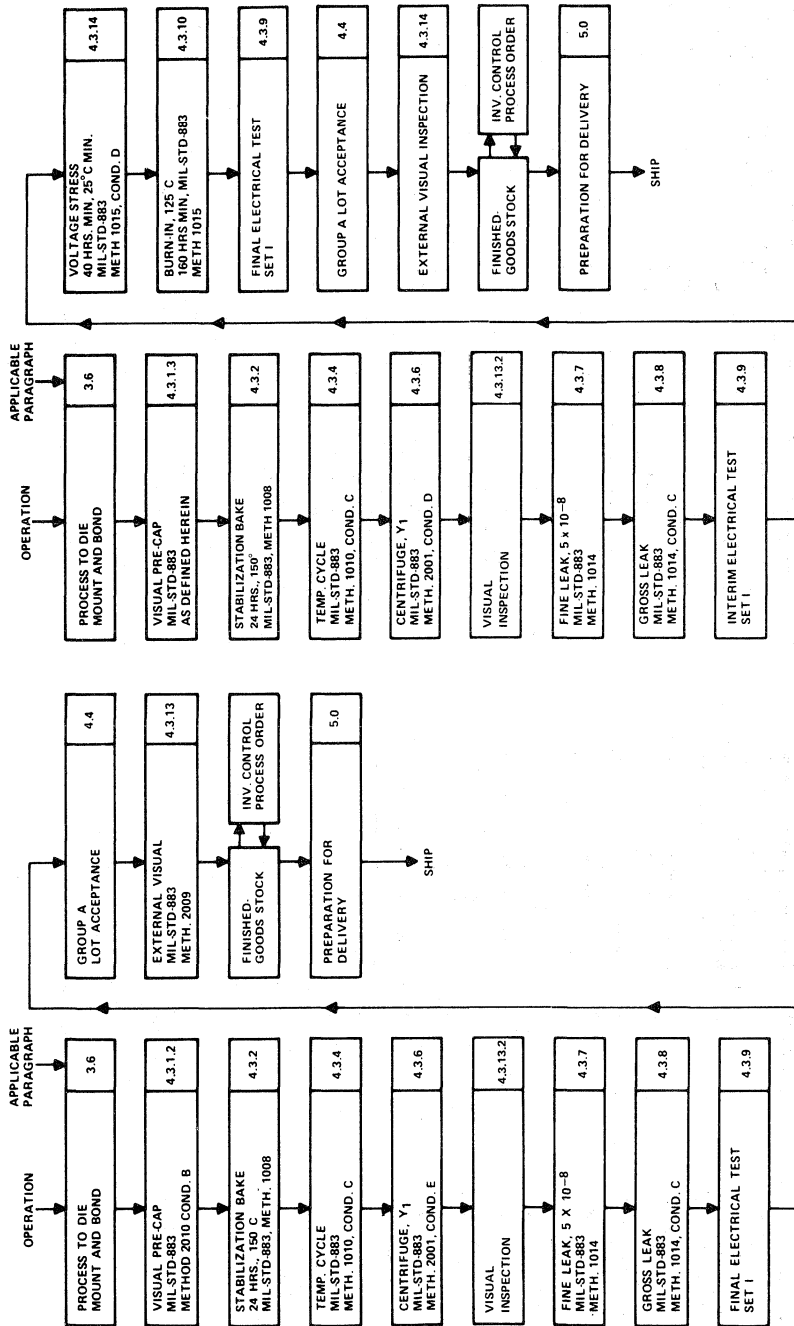 OPERATION
APPLICABLE
PARAGRAPH
PROCESS TO DIE
MOUNT AND BOND
3.6
VISUAL PRE-CAP
MIL-STD-883
METHOD 2010 COND. B
4.3.1.2
STABILIZATION BAKE
24 HRS., 150 C
MIL-STD-883, METH. 1008
4.3.2
TEMP. CYCLE
MIL-STD-883
METH. 1010, COND. C
4.3.4
CENTRIFUGE, Y1
MIL-STD-883
METH. 2001, COND. E
4.3.6
VISUAL
INSPECTION
4.3.13.2
FINE LEAK, 5 X 10−8
MIL-STD-883
METH. 1014
4.3.7
GROSS LEAK
MIL-STD-883
METH. 1014, COND. C
4.3.8
FINAL ELECTRICAL TEST
SET I
4.3.9
GROUP A
LOT ACCEPTANCE
4.4
EXTERNAL VISUAL
MIL-STD-883
METH. 2009
4.3.13
FINISHED-
GOODS STOCK
INV. CONTROL
PROCESS ORDER
PREPARATION FOR
DELIVERY
5.0
SHIP
OPERATION
APPLICABLE
PARAGRAPH
PROCESS TO DIE
MOUNT AND BOND
3.6
VISUAL PRE-CAP
MIL-STD-883
AS DEFINED HEREIN
4.3.1.3
STABILIZATION BAKE
24 HRS., 150°
MIL-STD-883, METH 1008
4.3.2
TEMP. CYCLE
MIL-STD-883
METH. 1010, COND. C
4.3.4
CENTRIFUGE, Y1
MIL-STD-883
METH. 2001, COND. D
4.3.6
VISUAL
INSPECTION
4.3.13.2
FINE LEAK, 5 x 10−8
MIL-STD-883
METH. 1014
4.3.7
GROSS LEAK
MIL-STD-883
METH. 1014, COND. C
4.3.8
INTERIM ELECTRICAL TEST
SET I
4.3.9
VOLTAGE STRESS
40 HRS. MIN, 25°C MIN.
MIL-STD-883
METH 1015, COND. D
4.3.14
BURN-IN, 125 C
160 HRS MIN, MIL-STD-883
METH 1015
4.3.10
FINAL ELECTRICAL TEST
SET I
4.3.9
GROUP A LOT ACCEPTANCE
4.4
EXTERNAL VISUAL INSPECTION
4.3.14
FINISHED-
GOODS STOCK
INV. CONTROL
PROCESS ORDER
PREPARATION FOR DELIVERY
5.0
SHIP